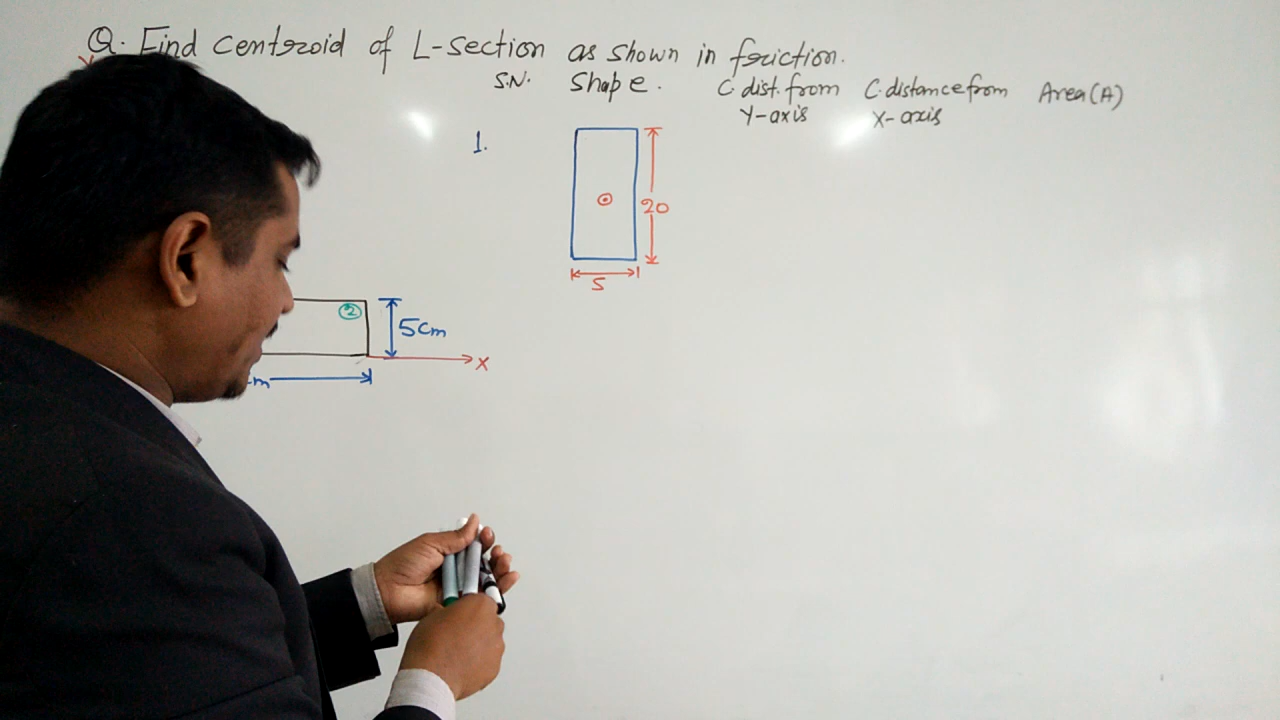 Q. Find Centroid of L-section as shown in friction.
S.N. Shape. C. dist. from Y-axis C. distance from X-axis Area(A)
1.
20
5
2
5cm
X
m